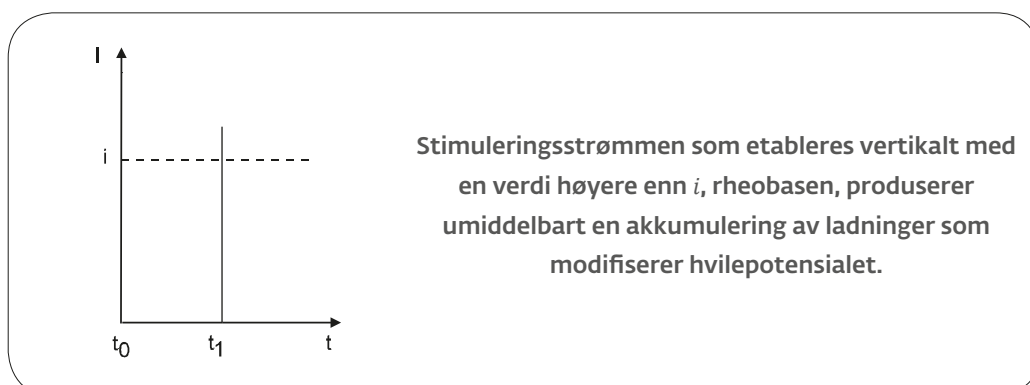 I
i
t0
t1
t
Stimuleringsstrømmen som etableres vertikalt med
en verdi høyere enn i, rheobasen, produserer
umiddelbart en akkumulering av ladninger som
modifiserer hvilepotensialet.